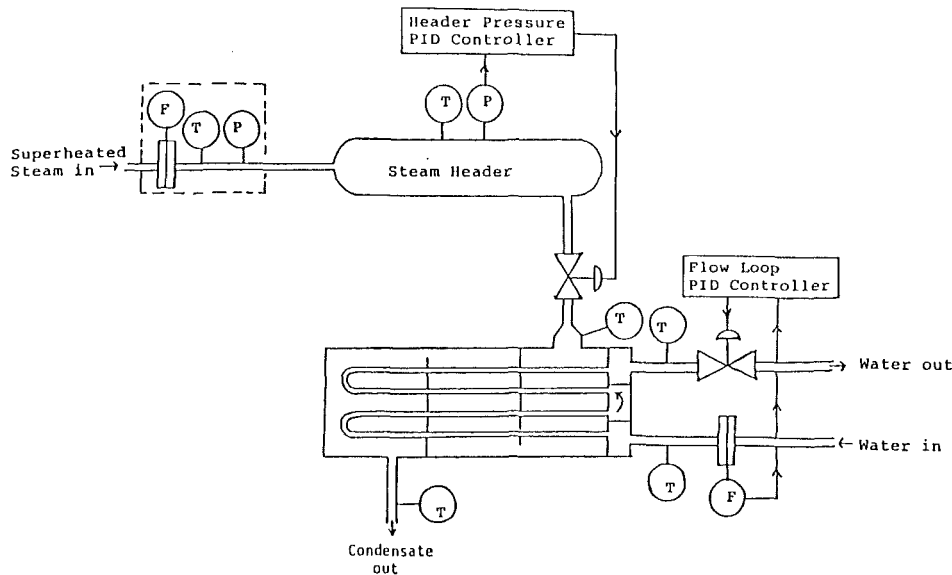 Header Pressure
PID Controller
F
T
P
T
P
Superheated
Steam in
Steam Header
Flow Loop
PID Controller
T
T
Water out
Water in
T
F
T
Condensate
out